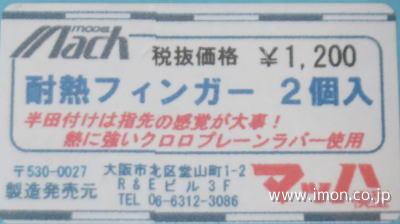 MODEL
Mach
税抜価格 ¥1,200
耐熱フィンガー 2個入
半田付けは指先の感覚が大事!
熱に強いクロロプレーンラバー使用
〒530-0027 大阪市北区堂山町1-2
R&Eビル3F
製造発売元 Tel 06-6312-3086
マッハ
www.imon.co.jp/